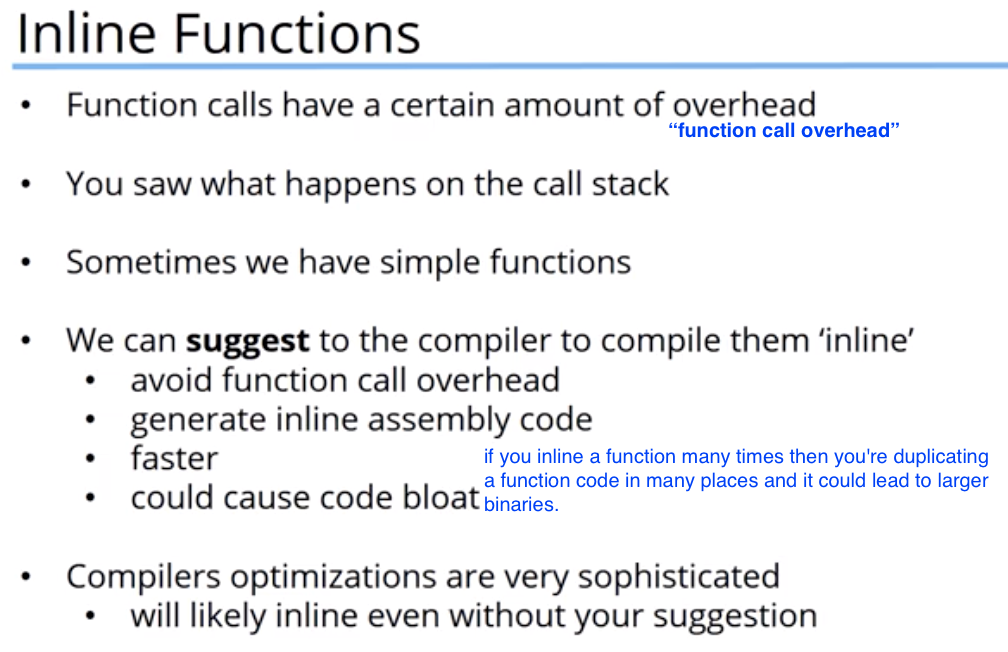 Inline Functions
• Function calls have a certain amount of overhead
“function call overhead”
• You saw what happens on the call stack
• Sometimes we have simple functions
• We can suggest to the compiler to compile them ‘inline’
• avoid function call overhead
• generate inline assembly code
• faster
• could cause code bloat
if you inline a function many times then you're duplicating
a function code in many places and it could lead to larger
binaries.
• Compilers optimizations are very sophisticated
• will likely inline even without your suggestion